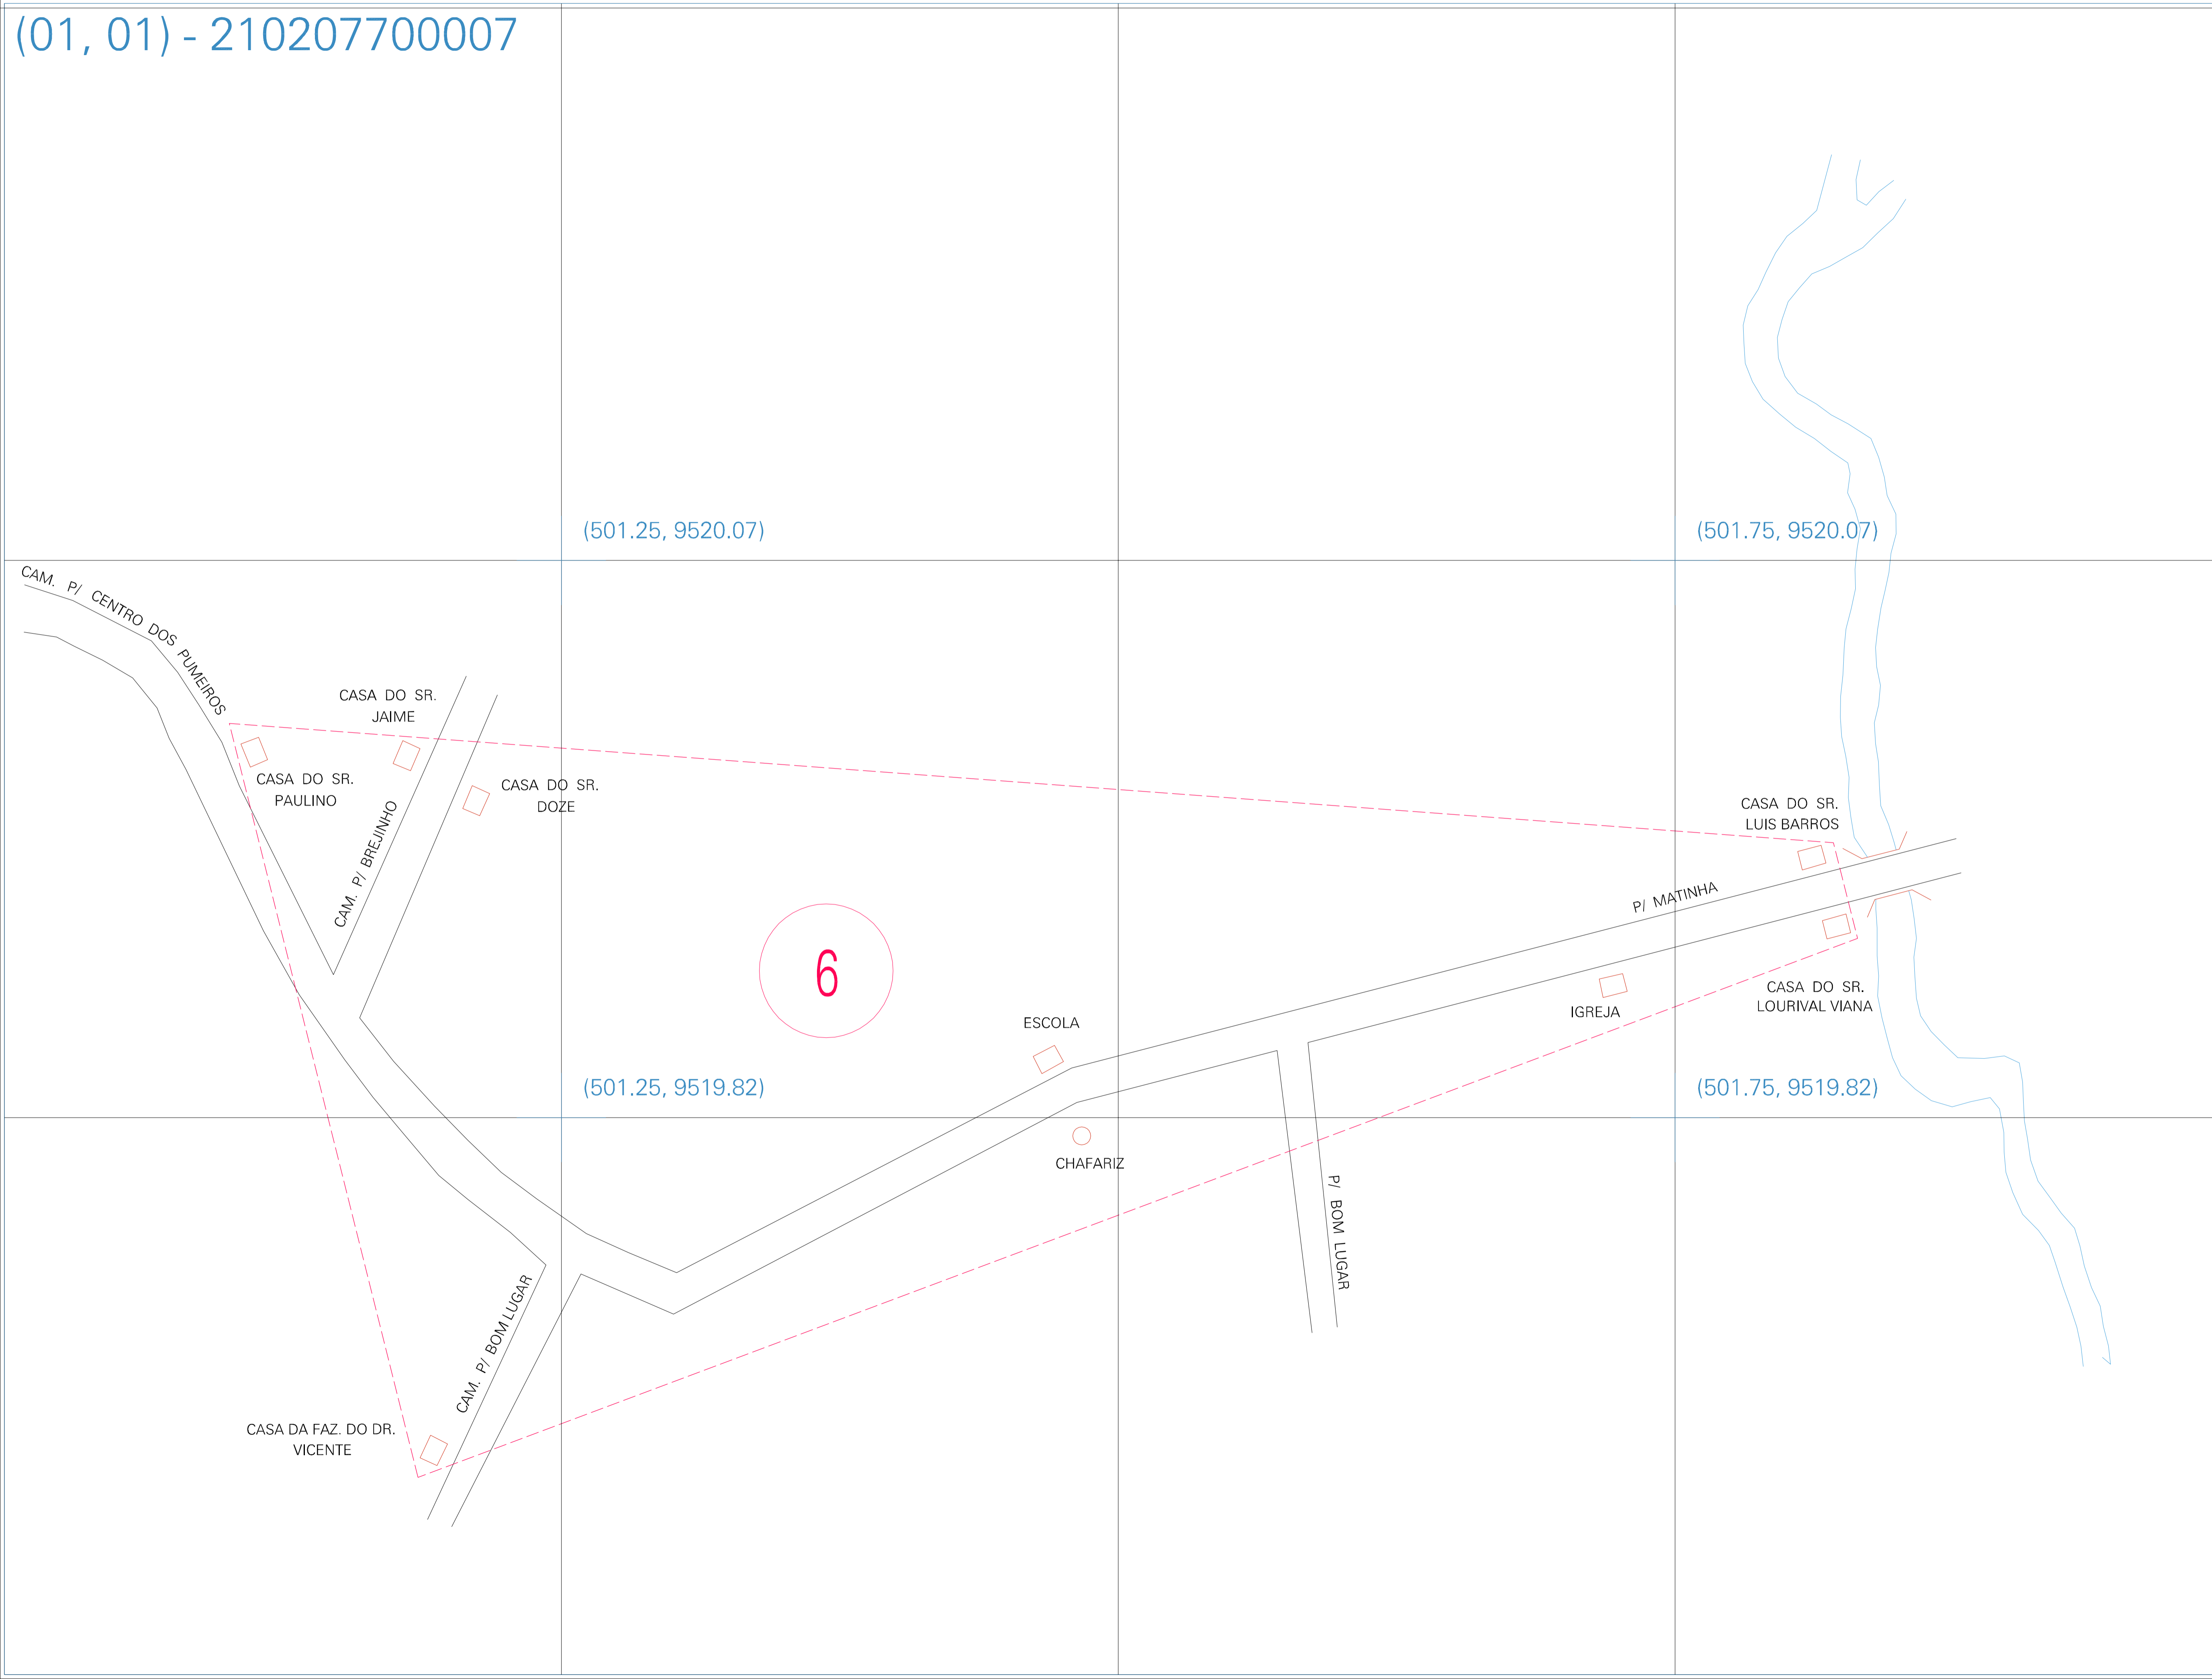 (01, 01) - 210207700007
(501.25, 9520.07)
(501.75, 9520.07)
CAM. P/ CENTRO DOS PUMEIROS
CASA DO SR.
JAIME
CASA DO SR.
PAULINO
CASA DO SR.
DOZE
CAM. P/ BREJINHO
CASA DO SR.
LUIS BARROS
P/ MATINHA
6
CASA DO SR.
LOURIVAL VIANA
IGREJA
ESCOLA
(501.25, 9519.82)
(501.75, 9519.82)
CHAFARIZ
P/ BOM LUGAR
CAM. P/ BOM LUGAR
CASA DA FAZ. DO DR.
VICENTE